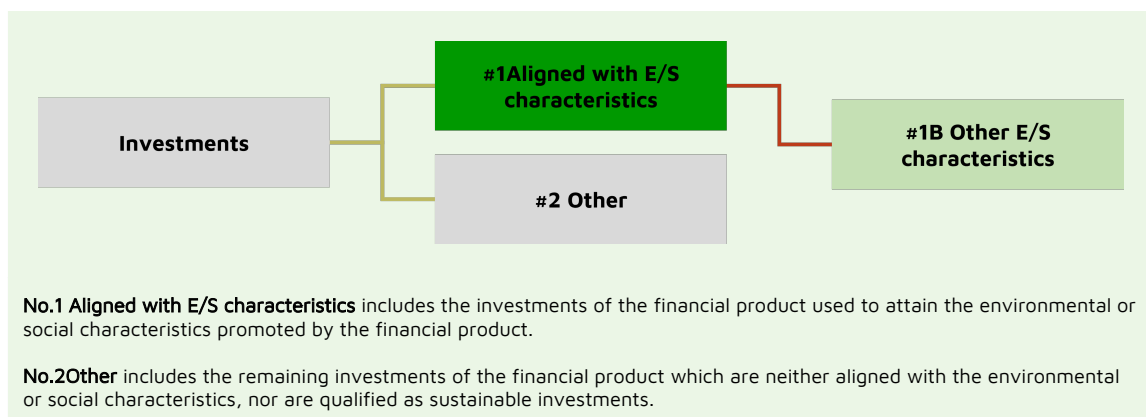 #1Aligned with E/S
characteristics
Investments
#1B Other E/S
characteristics
#2 Other
No.1 Aligned with E/S characteristics includes the investments of the financial product used to attain the environmental or
social characteristics promoted by the financial product.
No.2Other includes the remaining investments of the financial product which are neither aligned with the environmental
or social characteristics, nor are qualified as sustainable investments.